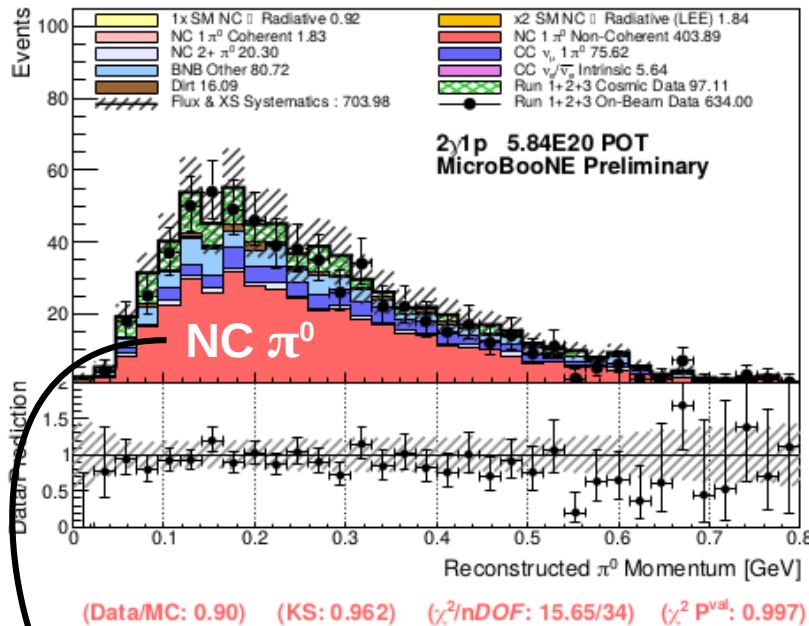 Events
1x SM NC □ Radiative 0.92
x2 SM NC □ Radiative (LEE) 1.84
NC 1 π⁰ Coherent 1.83
NC 1 π⁰ Non-Coherent 403.89
NC 2+ π⁰ 20.30
CC νμ 1π⁰ 75.62
BNB Other 80.72
CC νe/ν̄e Intrinsic 5.64
Dirt 16.09
Run 1+2+3 Cosmic Data 97.11
Flux & XS Systematics : 703.98
Run 1+2+3 On-Beam Data 634.00
2γ1p 5.84E20 POT
MicroBooNE Preliminary
100
80
60
40
20
NC π⁰
Data/Prediction
2
1.5
1
0.5
0
0 0.1 0.2 0.3 0.4 0.5 0.6 0.7 0.8
Reconstructed π⁰ Momentum [GeV]
(Data/MC: 0.90) (KS: 0.962) (χ²/nDOF: 15.65/34) (χ² Pᵛᵃˡ: 0.997)